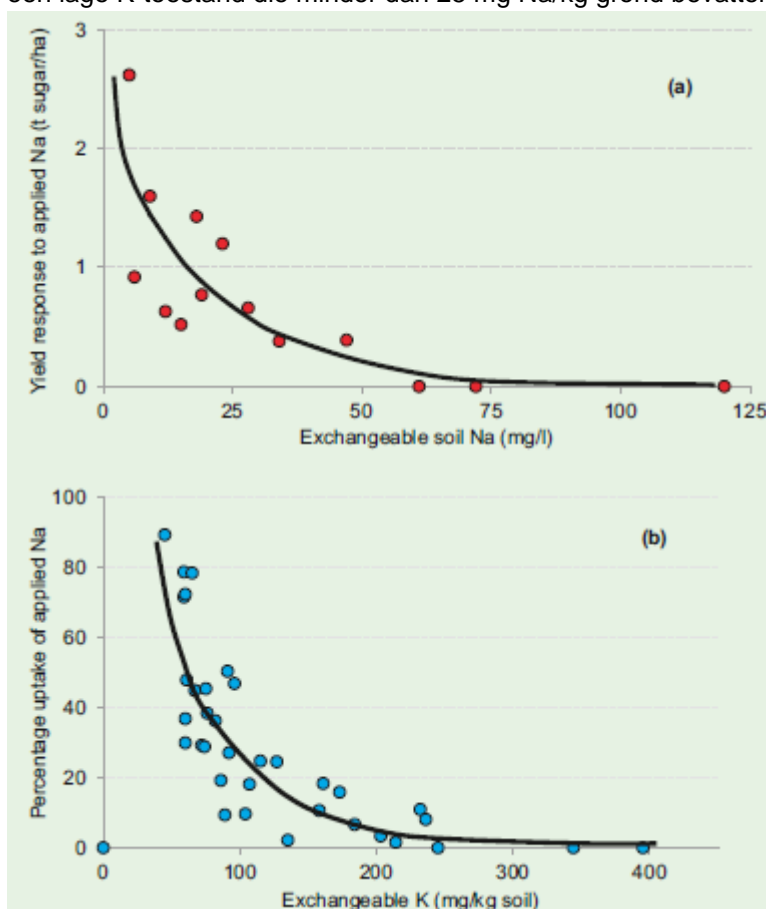 3
(a)
Yield response to applied Na (t sugar/ha)
2
1
0
0 25 50 75 100 125
Exchangeable soil Na (mg/l)
100
(b)
Percentage uptake of applied Na
80
60
40
20
0
0 100 200 300 400
Exchangeable K (mg/kg soil)